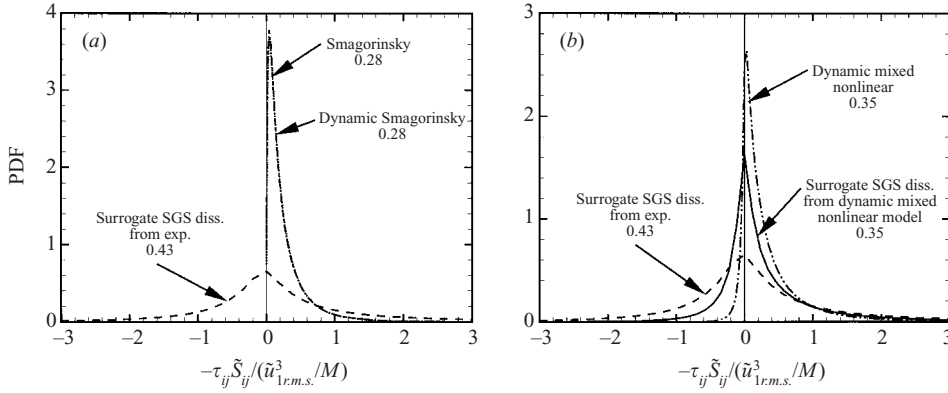 (a)
4
3
2
1
0
PDF
Smagorinsky
0.28
Dynamic Smagorinsky
0.28
Surrogate SGS diss.
from exp.
0.43
−3 −2 −1 0 1 2 3
−τij S̃ij/(ũ³1r.m.s./M)
(b)
3
2
1
0
Dynamic mixed
nonlinear
0.35
Surrogate SGS diss.
from dynamic mixed
nonlinear model
0.35
Surrogate SGS diss.
from exp.
0.43
−3 −2 −1 0 1 2 3
−τij S̃ij/(ũ³1r.m.s./M)